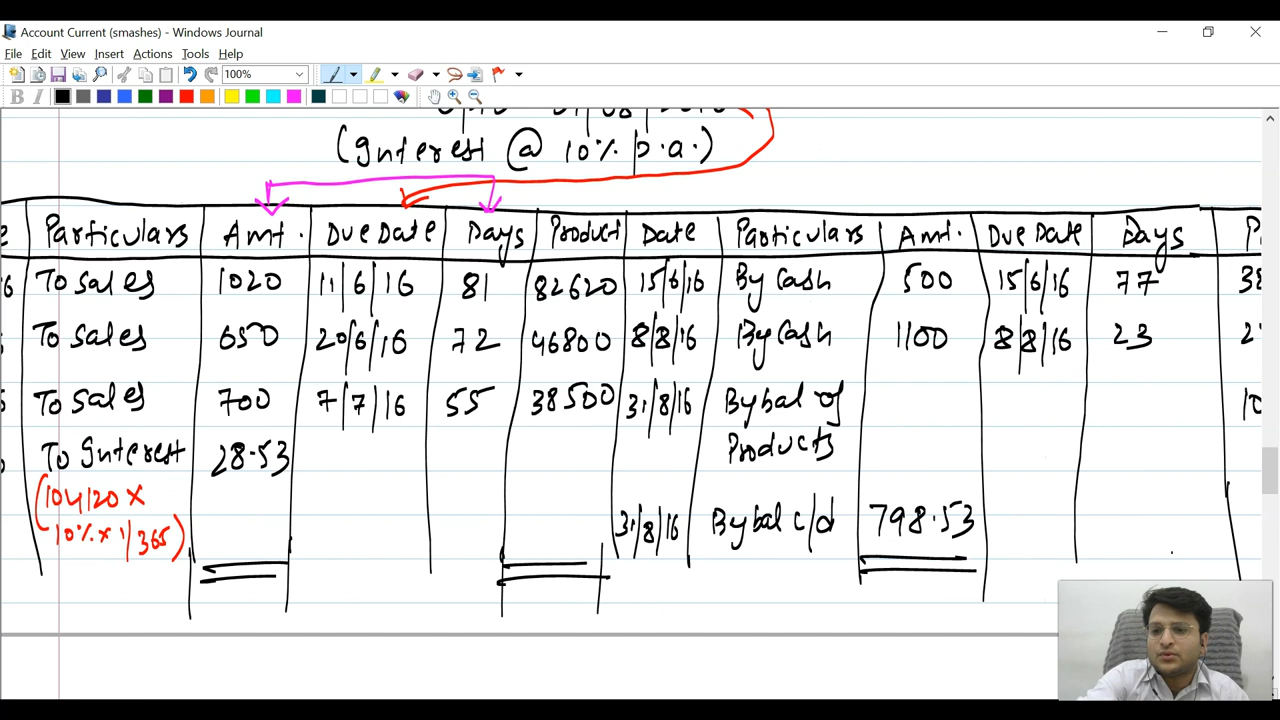 Account Current (smashes) - Windows Journal
File Edit View Insert Actions Tools Help
100%
B I
(Interest @ 10% p.a.)
Particulars Amt. Due Date Days Product Date Particulars Amt. Due Date Days P
16 To Sales 1020 11/6/16 81 82620 15/6/16 By Cash 500 15/6/16 77 38
To Sales 650 20/6/16 72 46800 8/8/16 By Cash 1100 8/8/16 23 2
To Sales 700 7/7/16 55 38500 31/8/16 By bal of 10
To Interest 28.53 Products
(104120 x
10% x 1/365) 31/8/16 By bal c/d 798.53